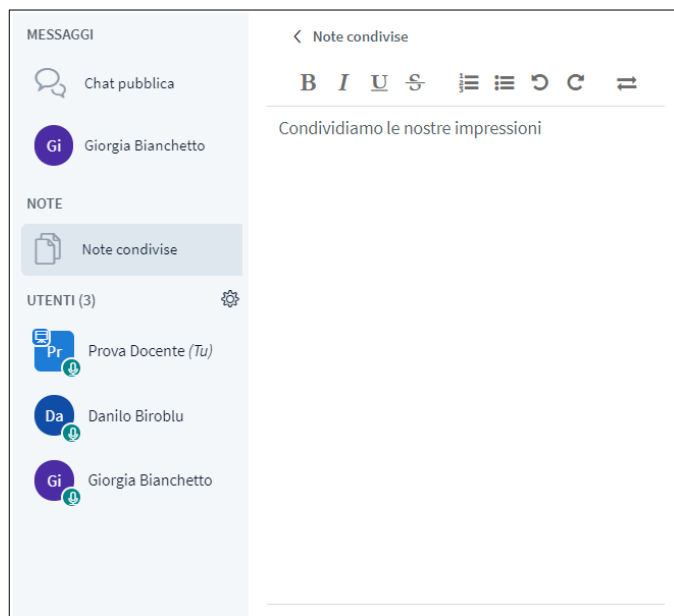 MESSAGGI
Chat pubblica
Gi Giorgia Bianchetto
NOTE
Note condivise
UTENTI (3)
Pr Prova Docente (Tu)
Da Danilo Biroblu
Gi Giorgia Bianchetto
Note condivise
B I U S
Condividiamo le nostre impressioni